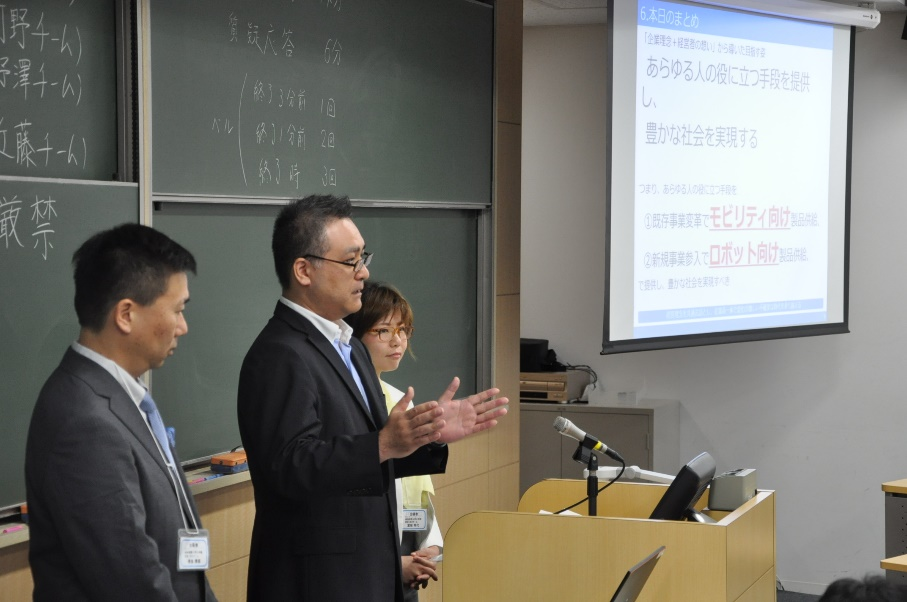 野チーム)
野澤チーム)
近藤チーム)
厳禁
質疑応答 6分
ベル
終了3分前 1回
終了1分前 2回
終了時 3回
6.本日のまとめ
「企業理念+経営者の想い」から導いた目指す姿
あらゆる人の役に立つ手段を提供
し、
豊かな社会を実現する
つまり、あらゆる人の役に立つ手段を
①既存事業変革でモビリティ向け製品供給、
②新規事業参入でロボット向け製品供給、
で提供し、豊かな社会を実現すべき